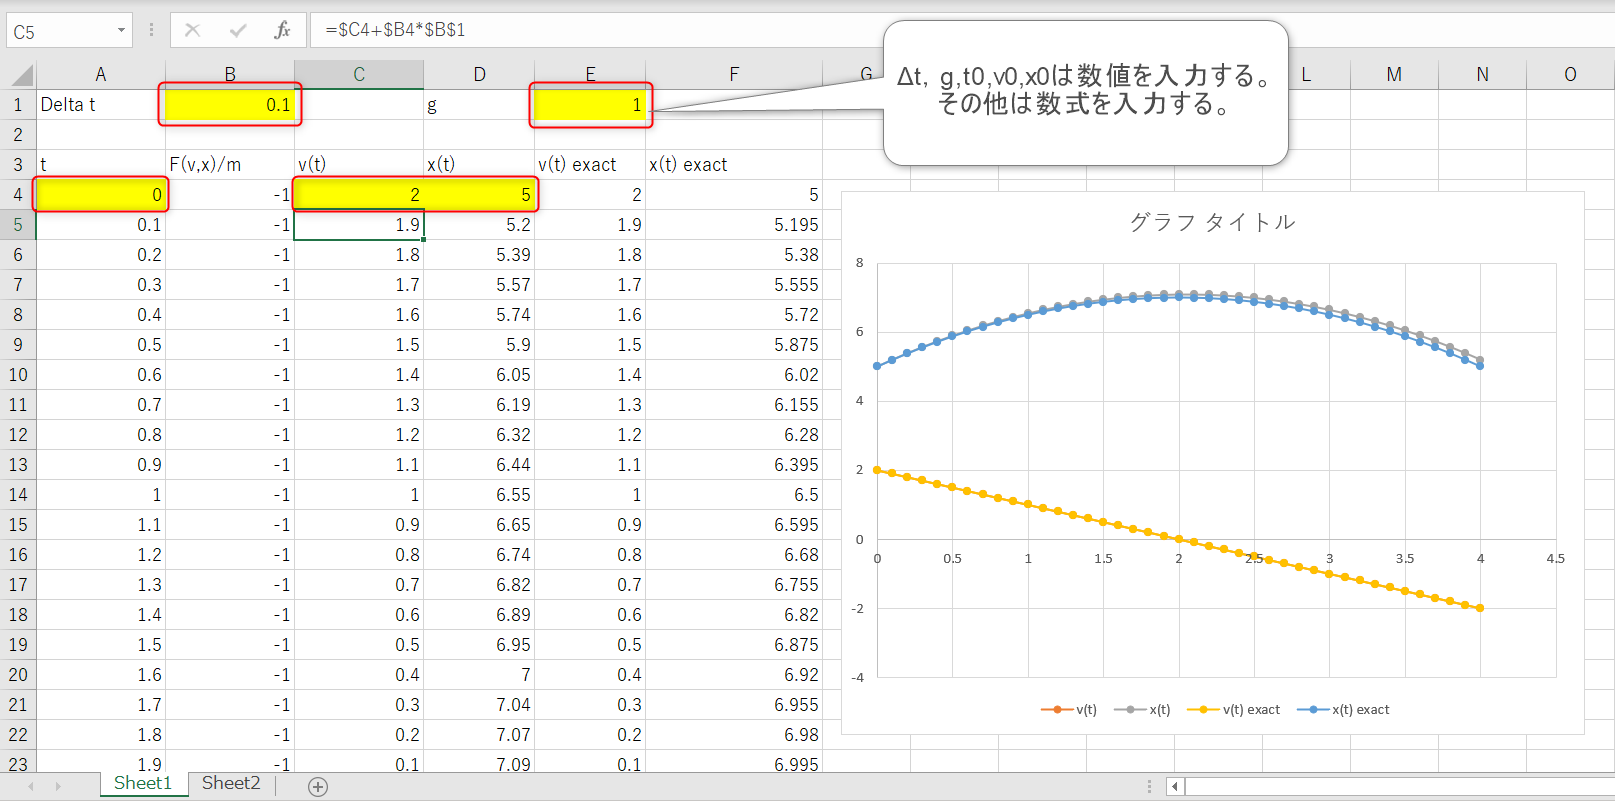 C5
fx
=$C4+$B4*$B$1
A B C D E F G L M N O
Δt, g,t0,v0,x0は数値を入力する。
その他は数式を入力する。
1 Delta t 0.1 g 1
2
3 t F(v,x)/m v(t) x(t) v(t) exact x(t) exact
4 0 -1 2 5 2 5
5 0.1 -1 1.9 5.2 1.9 5.195
6 0.2 -1 1.8 5.39 1.8 5.38
7 0.3 -1 1.7 5.57 1.7 5.555
8 0.4 -1 1.6 5.74 1.6 5.72
9 0.5 -1 1.5 5.9 1.5 5.875
10 0.6 -1 1.4 6.05 1.4 6.02
11 0.7 -1 1.3 6.19 1.3 6.155
12 0.8 -1 1.2 6.32 1.2 6.28
13 0.9 -1 1.1 6.44 1.1 6.395
14 1 -1 1 6.55 1 6.5
15 1.1 -1 0.9 6.65 0.9 6.595
16 1.2 -1 0.8 6.74 0.8 6.68
17 1.3 -1 0.7 6.82 0.7 6.755
18 1.4 -1 0.6 6.89 0.6 6.82
19 1.5 -1 0.5 6.95 0.5 6.875
20 1.6 -1 0.4 7 0.4 6.92
21 1.7 -1 0.3 7.04 0.3 6.955
22 1.8 -1 0.2 7.07 0.2 6.98
23 1.9 -1 0.1 7.09 0.1 6.995
グラフ タイトル
8
6
4
2
0
-2
-4
0 0.5 1 1.5 2 2.5 3 3.5 4 4.5
v(t) x(t) v(t) exact x(t) exact
Sheet1 Sheet2